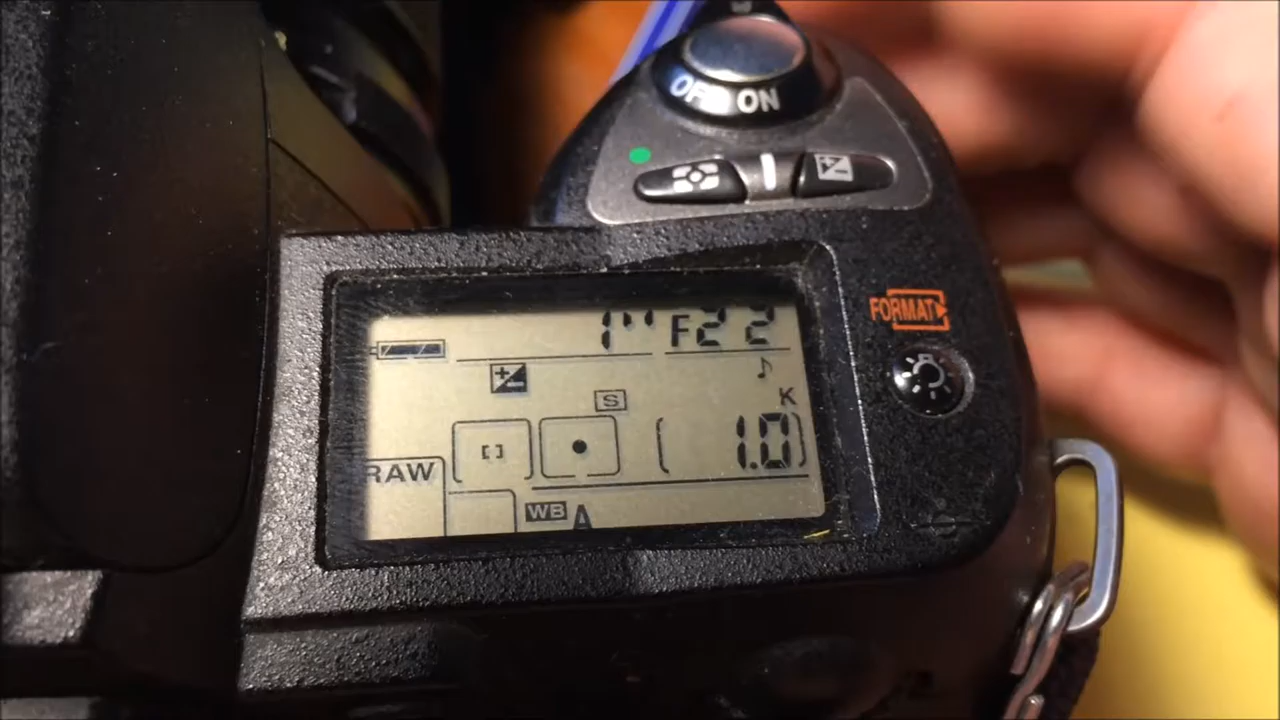 OFF ON
FORMAT
1" F22
S
K
[1.0]
RAW
WB A